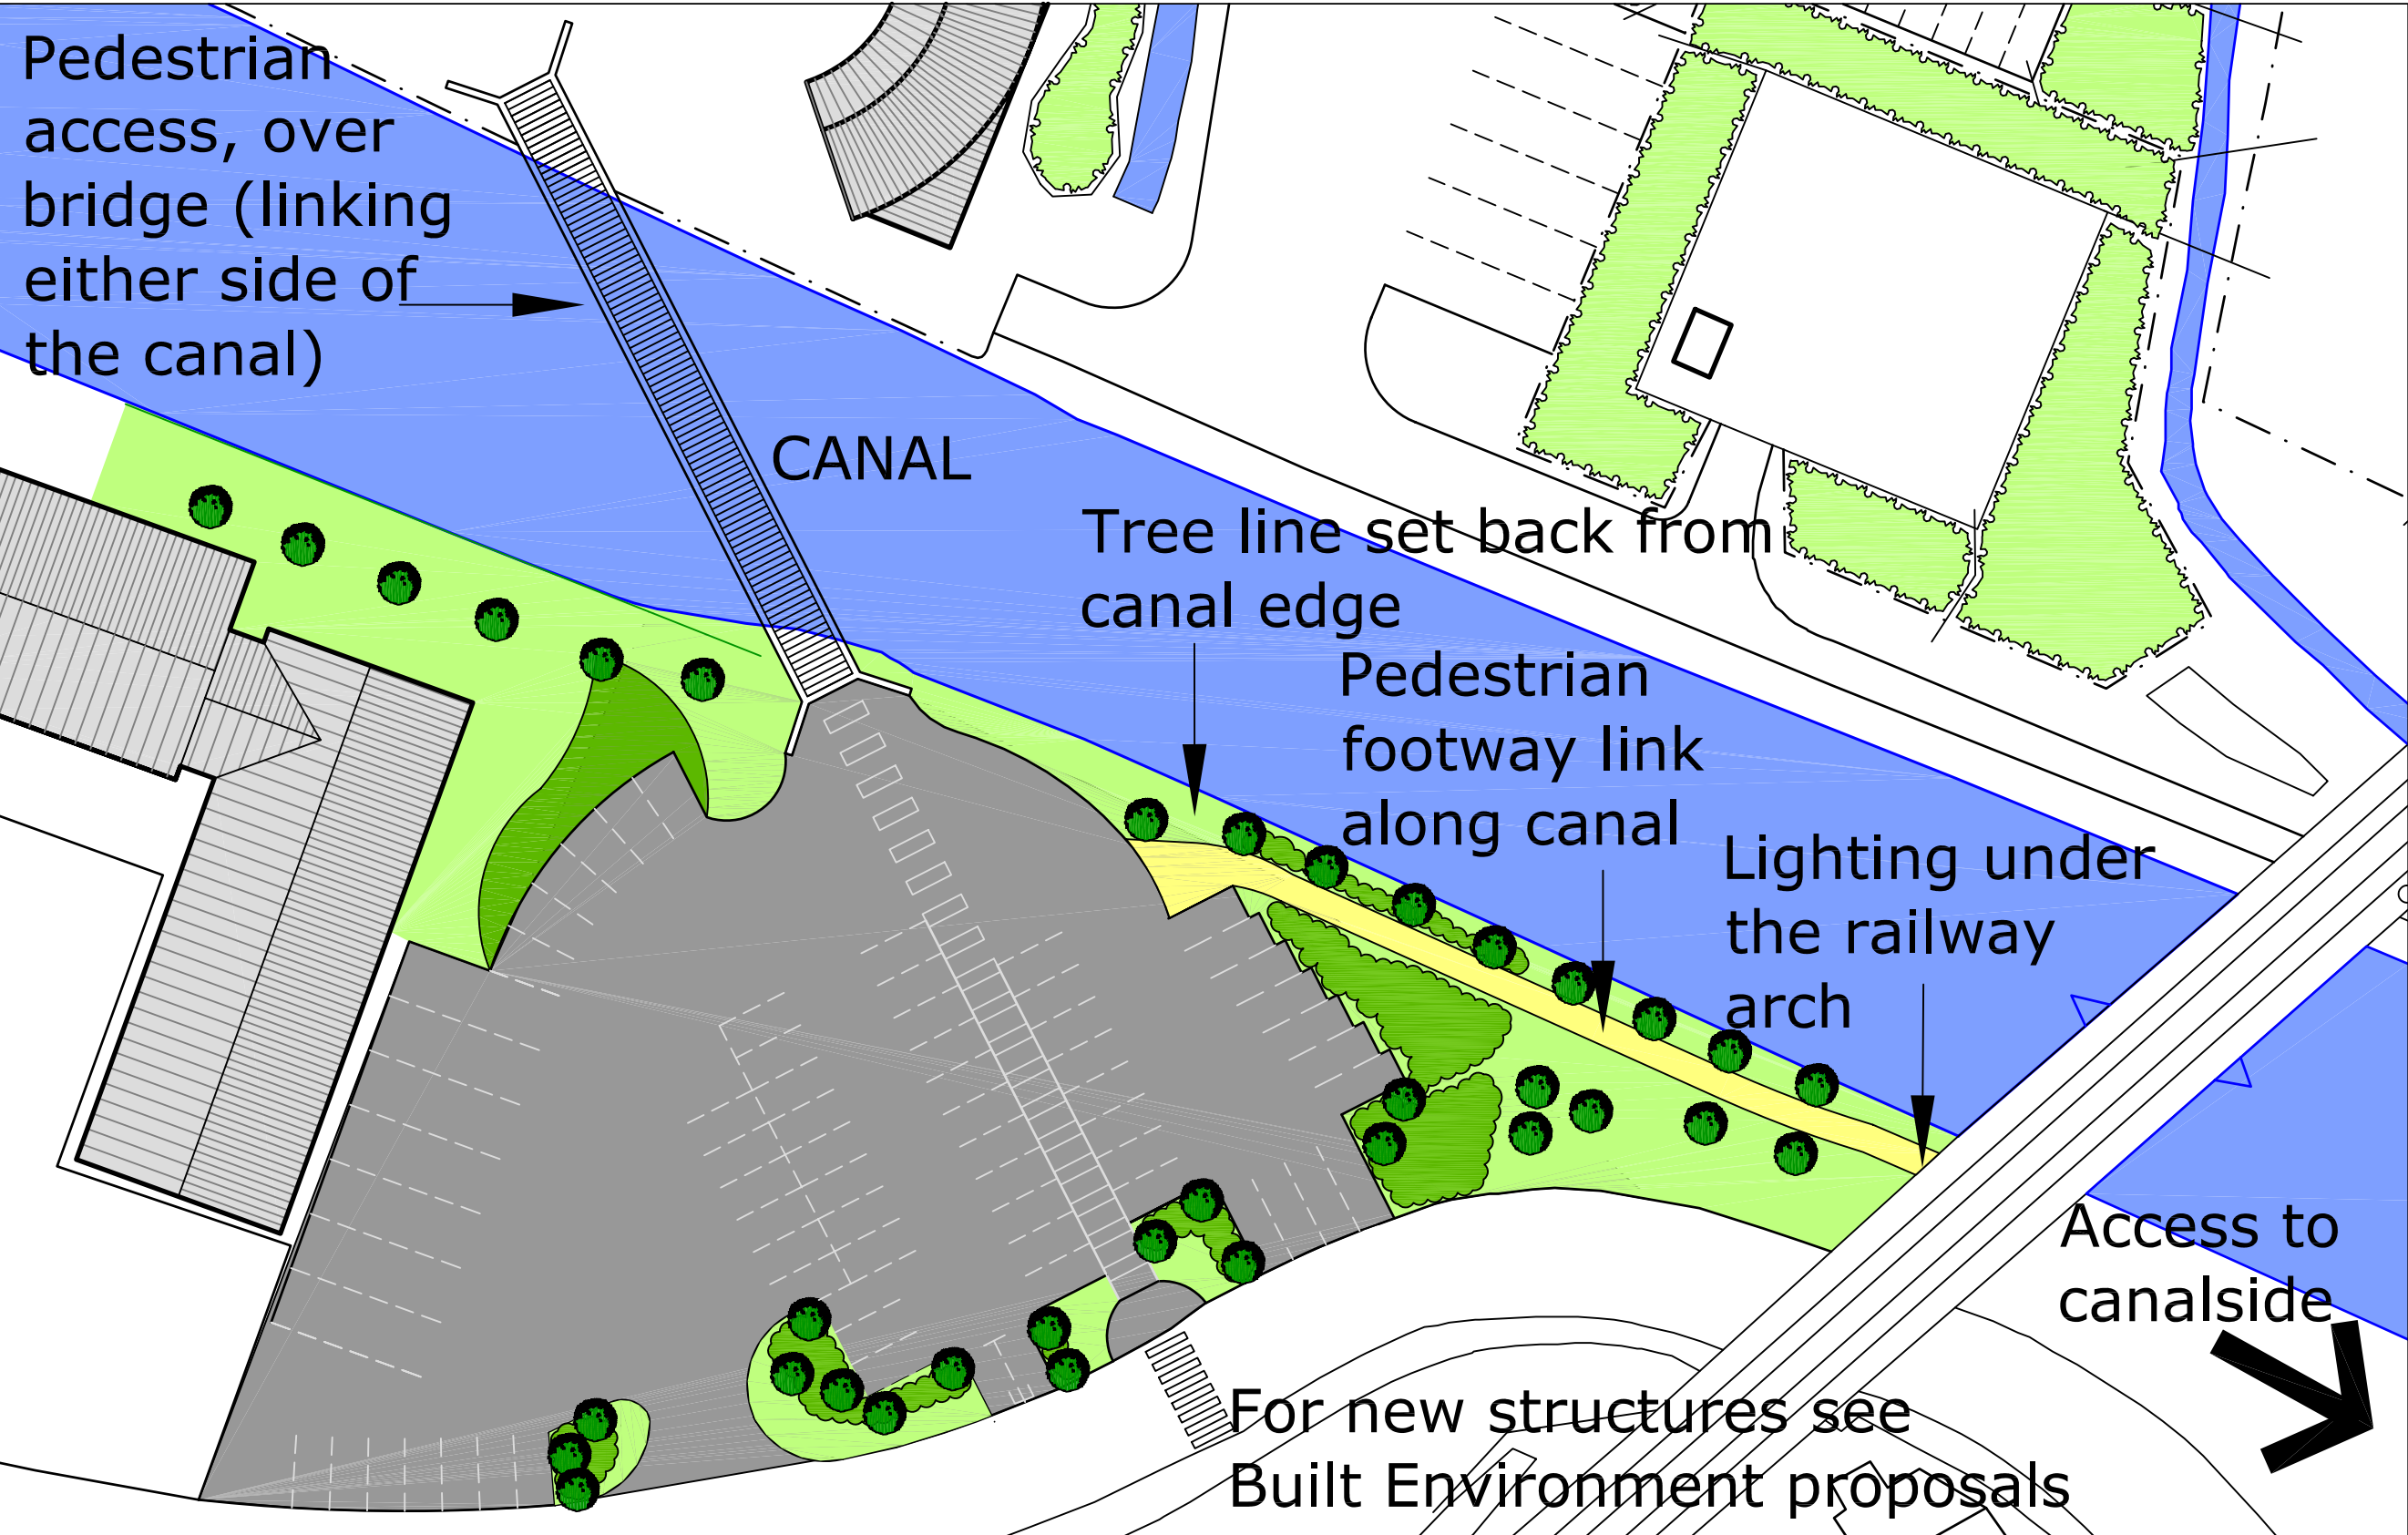 Pedestrian
access, over
bridge (linking
either side of
the canal)
CANAL
Tree line set back from
canal edge
Pedestrian
footway link
along canal
Lighting under
the railway
arch
Access to
canalside
For new structures see
Built Environment proposals